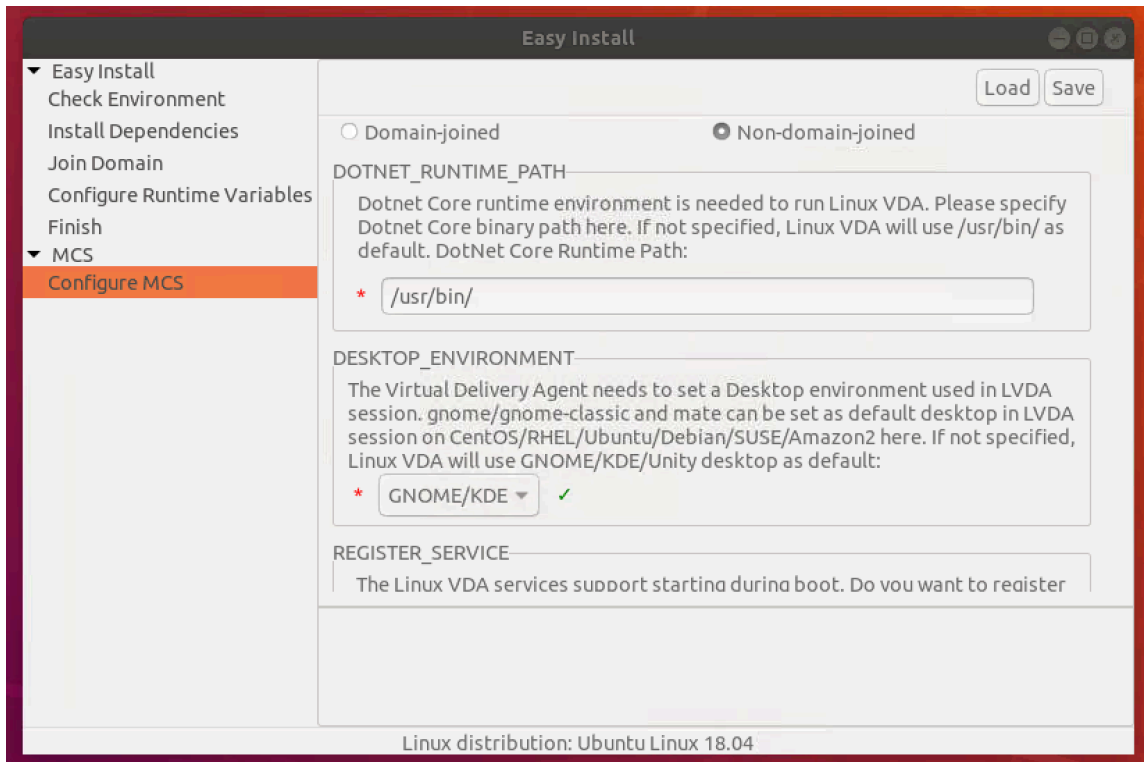 Easy Install
Easy Install
Check Environment
Install Dependencies
Join Domain
Configure Runtime Variables
Finish
MCS
Configure MCS
Load
Save
Domain-joined
Non-domain-joined
DOTNET_RUNTIME_PATH
Dotnet Core runtime environment is needed to run Linux VDA. Please specify
Dotnet Core binary path here. If not specified, Linux VDA will use /usr/bin/ as
default. DotNet Core Runtime Path:
* /usr/bin/
DESKTOP_ENVIRONMENT
The Virtual Delivery Agent needs to set a Desktop environment used in LVDA
session. gnome/gnome-classic and mate can be set as default desktop in LVDA
session on CentOS/RHEL/Ubuntu/Debian/SUSE/Amazon2 here. If not specified,
Linux VDA will use GNOME/KDE/Unity desktop as default:
* GNOME/KDE ✓
REGISTER_SERVICE
The Linux VDA services support starting during boot. Do you want to register
Linux distribution: Ubuntu Linux 18.04